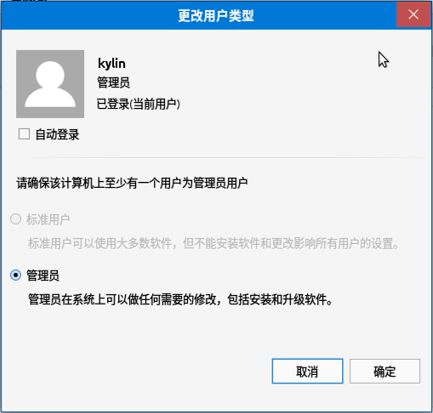 更改用户类型
kylin
管理员
已登录(当前用户)
自动登录
请确保该计算机上至少有一个用户为管理员用户
标准用户
标准用户可以使用大多数软件，但不能安装软件和更改影响所有用户的设置。
管理员
管理员在系统上可以做任何需要的修改，包括安装和升级软件。
取消
确定